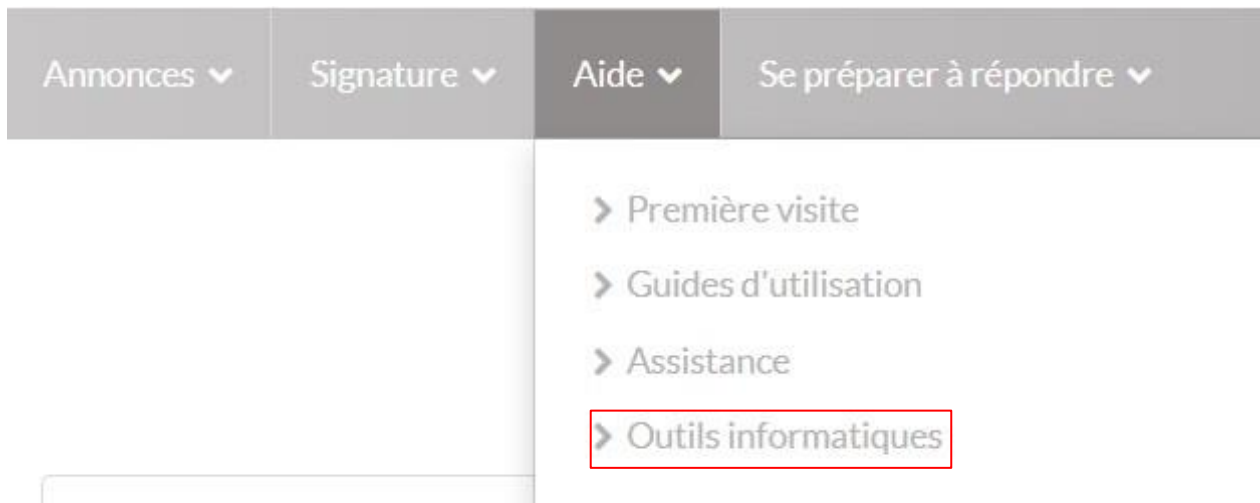 Annonces Signature Aide Se préparer à répondre
Première visite
Guides d'utilisation
Assistance
Outils informatiques